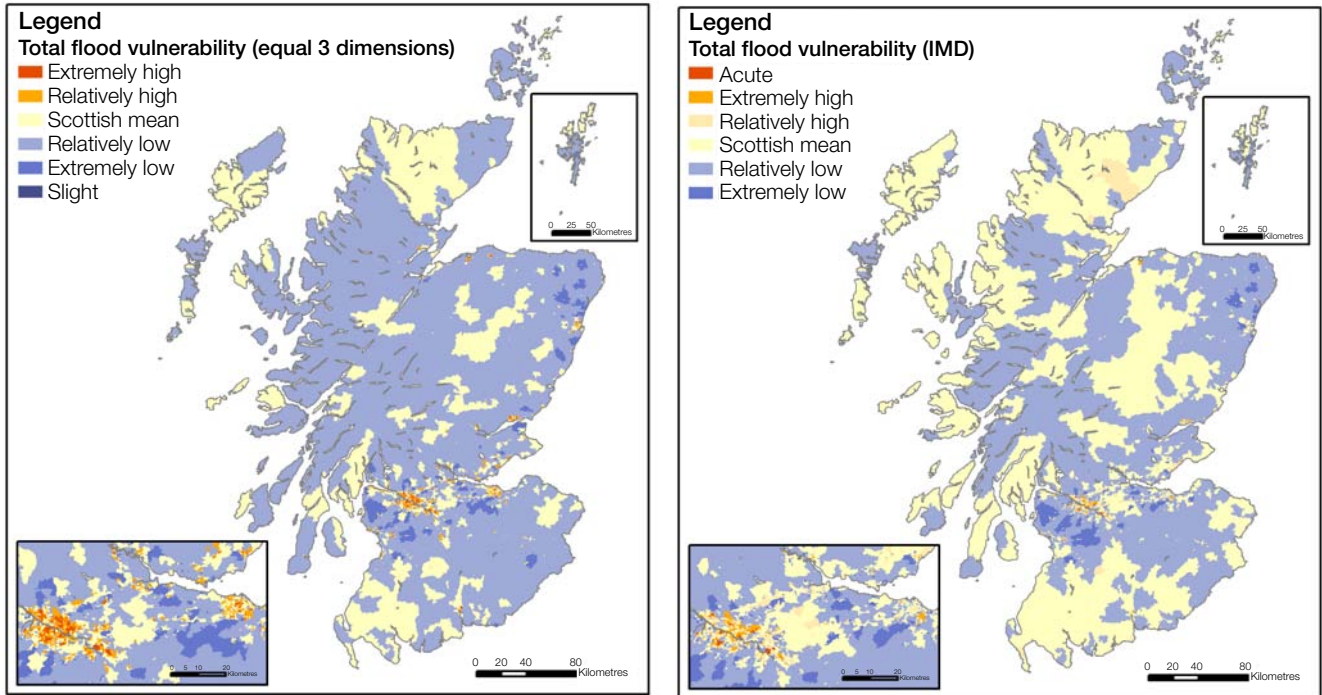 Legend
Total flood vulnerability (equal 3 dimensions)
Extremely high
Relatively high
Scottish mean
Relatively low
Extremely low
Slight
0 25 50
Kilometres
0 5 10 20
Kilometres
0 20 40 80
Kilometres
Legend
Total flood vulnerability (IMD)
Acute
Extremely high
Relatively high
Scottish mean
Relatively low
Extremely low
0 25 50
Kilometres
0 5 10 20
Kilometres
0 20 40 80
Kilometres